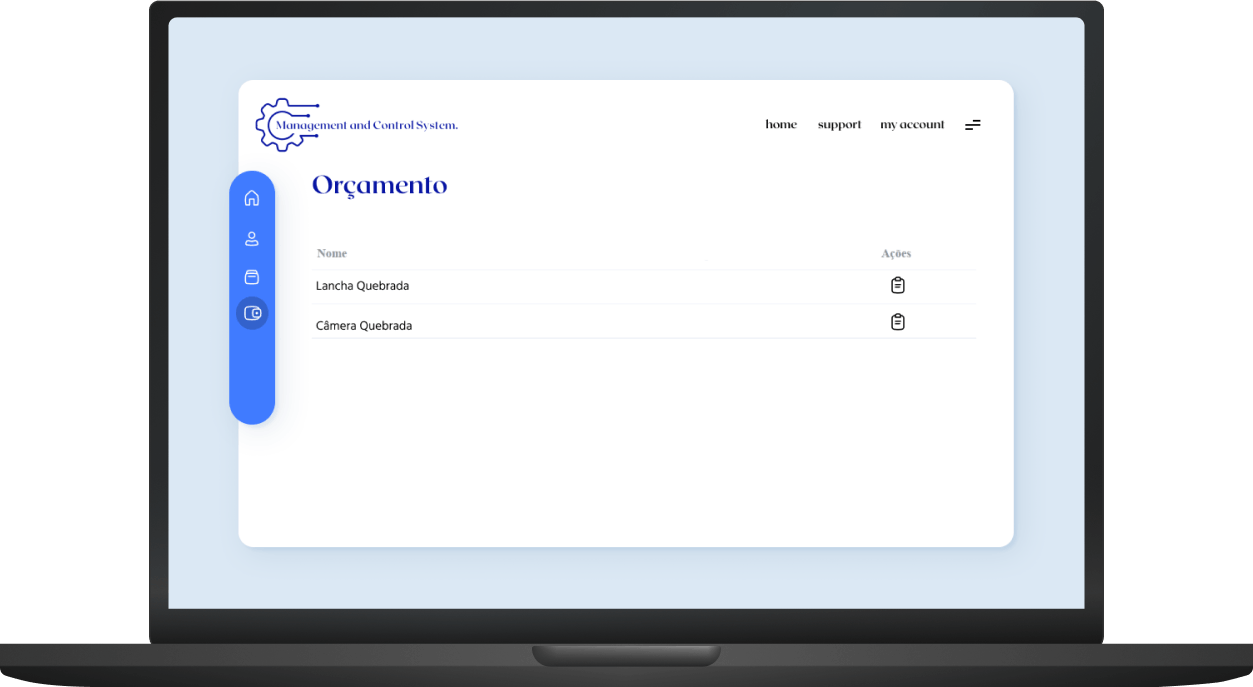 Management and Control System.
home support my account
Orçamento
Nome Ações
Lancha Quebrada
Câmera Quebrada